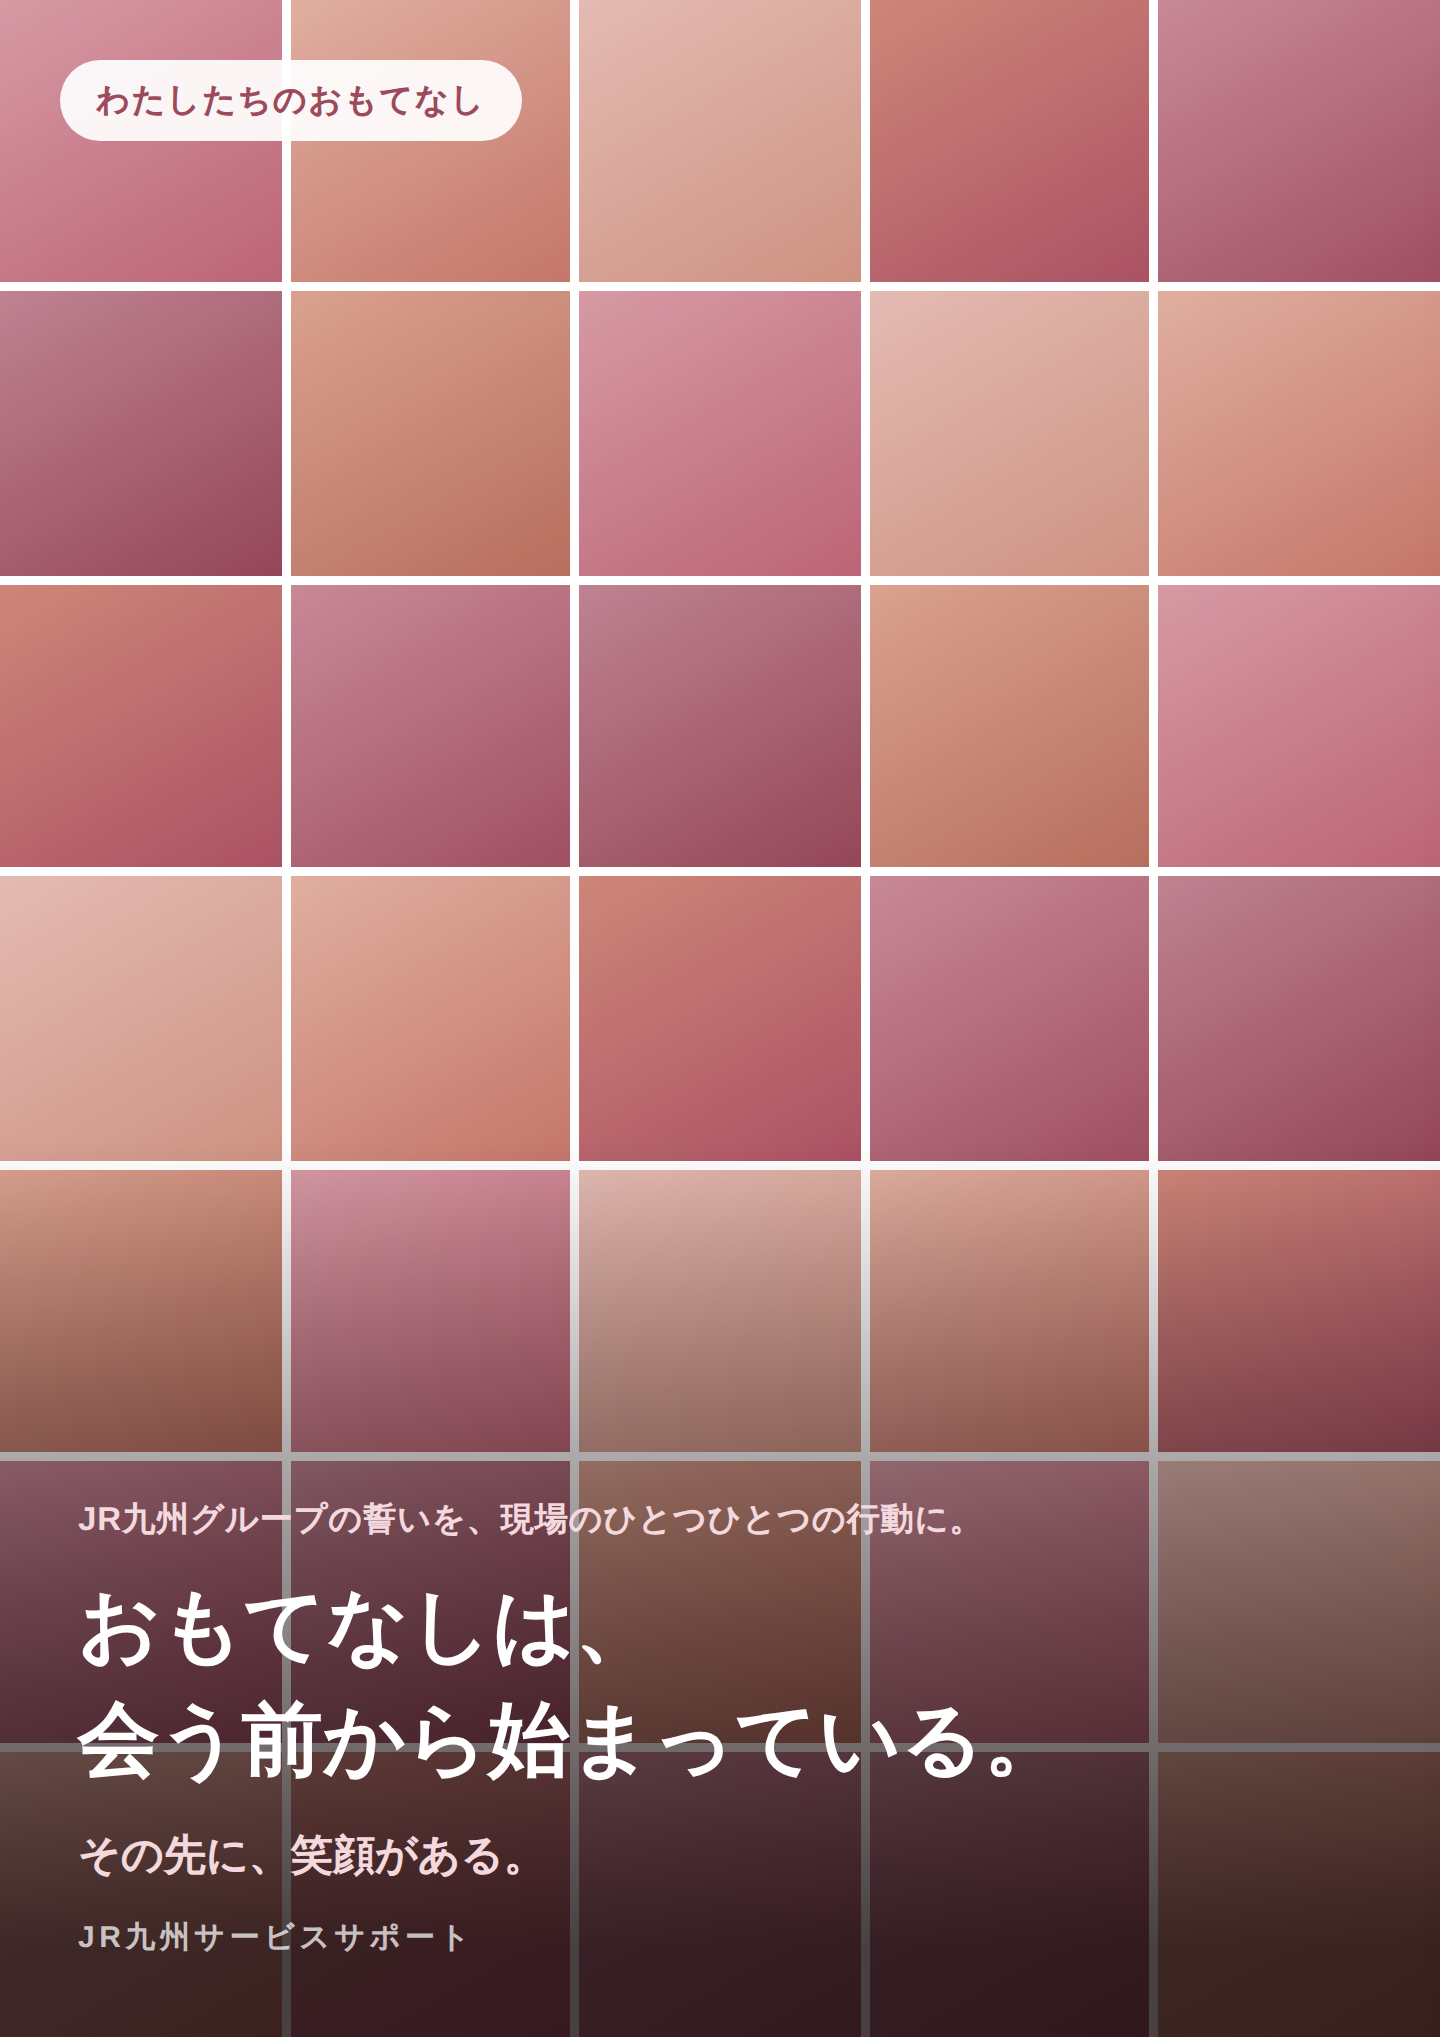 わたしたちのおもてなし
JR九州グループの誓いを、現場のひとつひとつの行動に。
おもてなしは、
会う前から始まっている。
その先に、笑顔がある。
JR九州サービスサポート